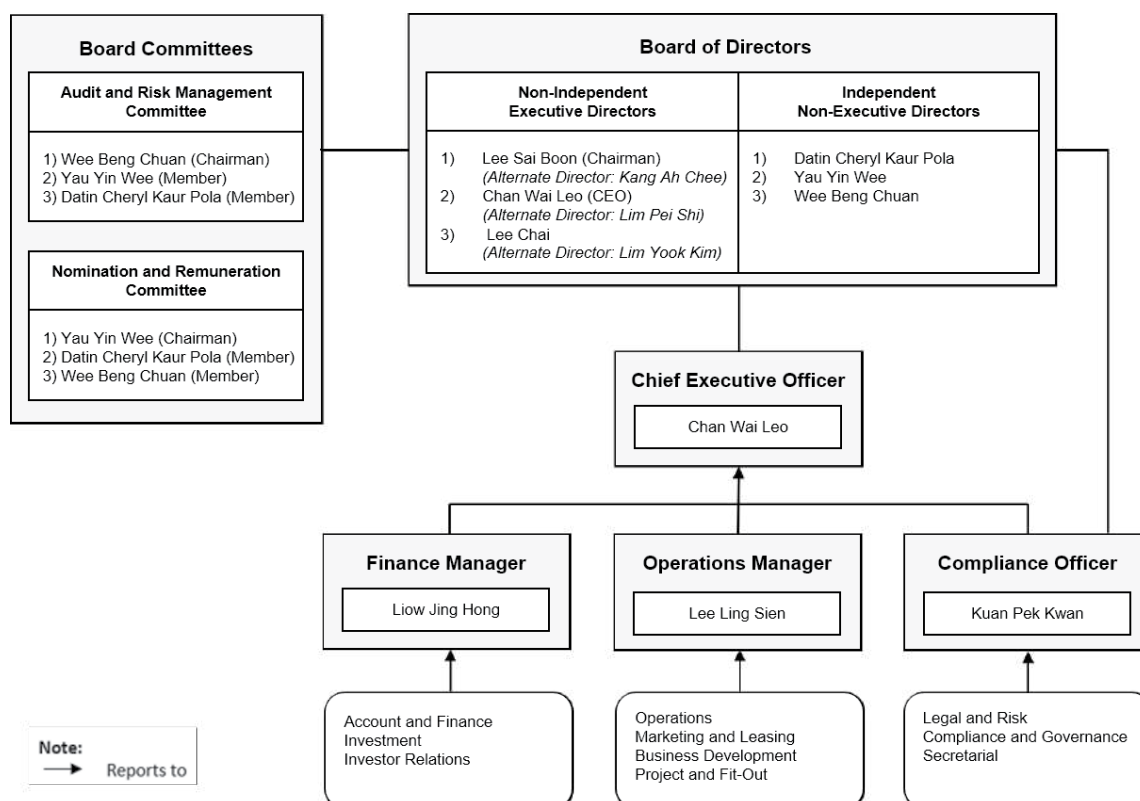 Board Committees
Audit and Risk Management
Committee
1) Wee Beng Chuan (Chairman)
2) Yau Yin Wee (Member)
3) Datin Cheryl Kaur Pola (Member)
Nomination and Remuneration
Committee
1) Yau Yin Wee (Chairman)
2) Datin Cheryl Kaur Pola (Member)
3) Wee Beng Chuan (Member)
Board of Directors
Non-Independent
Executive Directors
1) Lee Sai Boon (Chairman)
(Alternate Director: Kang Ah Chee)
2) Chan Wai Leo (CEO)
(Alternate Director: Lim Pei Shi)
3) Lee Chai
(Alternate Director: Lim Yook Kim)
Independent
Non-Executive Directors
1) Datin Cheryl Kaur Pola
2) Yau Yin Wee
3) Wee Beng Chuan
Chief Executive Officer
Chan Wai Leo
Finance Manager
Liow Jing Hong
Operations Manager
Lee Ling Sien
Compliance Officer
Kuan Pek Kwan
Account and Finance
Investment
Investor Relations
Operations
Marketing and Leasing
Business Development
Project and Fit-Out
Legal and Risk
Compliance and Governance
Secretarial
Note:
Reports to